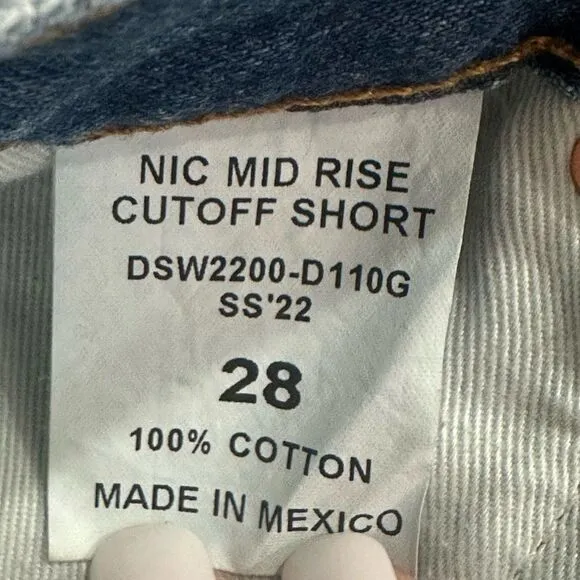 NIC MID RISE
CUTOFF SHORT
DSW2200-D110G
SS'22
28
100% COTTON
MADE IN MEXICO